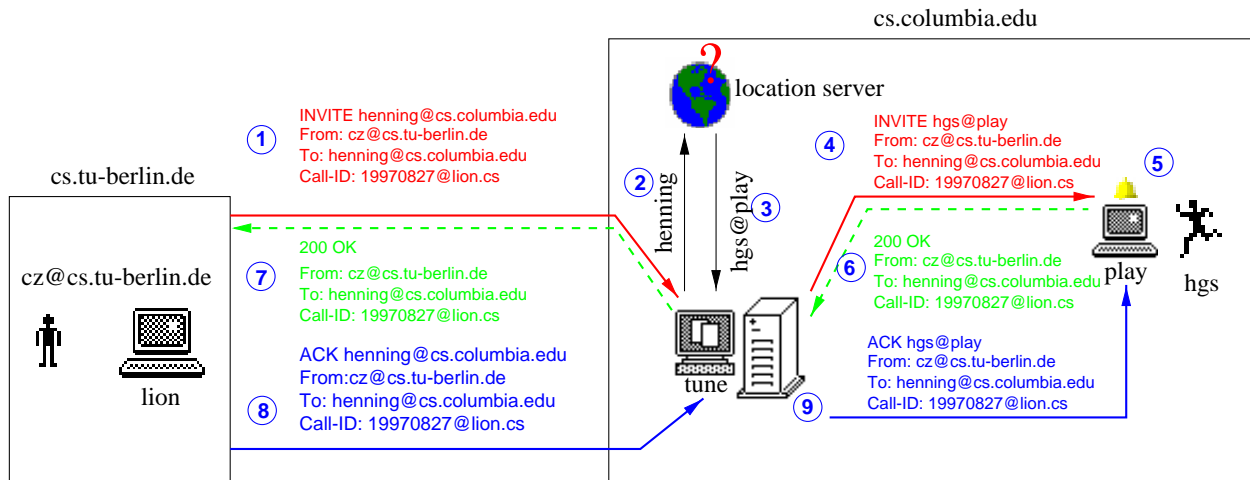 cs.columbia.edu
?
location server
1
INVITE henning@cs.columbia.edu
From: cz@cs.tu-berlin.de
To: henning@cs.columbia.edu
Call-ID: 19970827@lion.cs
2
henning
hgs@play
3
4
INVITE hgs@play
From: cz@cs.tu-berlin.de
To: henning@cs.columbia.edu
Call-ID: 19970827@lion.cs
5
cs.tu-berlin.de
cz@cs.tu-berlin.de
lion
7
200 OK
From: cz@cs.tu-berlin.de
To: henning@cs.columbia.edu
Call-ID: 19970827@lion.cs
6
200 OK
From: cz@cs.tu-berlin.de
To: henning@cs.columbia.edu
Call-ID: 19970827@lion.cs
play
hgs
8
ACK henning@cs.columbia.edu
From:cz@cs.tu-berlin.de
To: henning@cs.columbia.edu
Call-ID: 19970827@lion.cs
tune
9
ACK hgs@play
From: cz@cs.tu-berlin.de
To: henning@cs.columbia.edu
Call-ID: 19970827@lion.cs